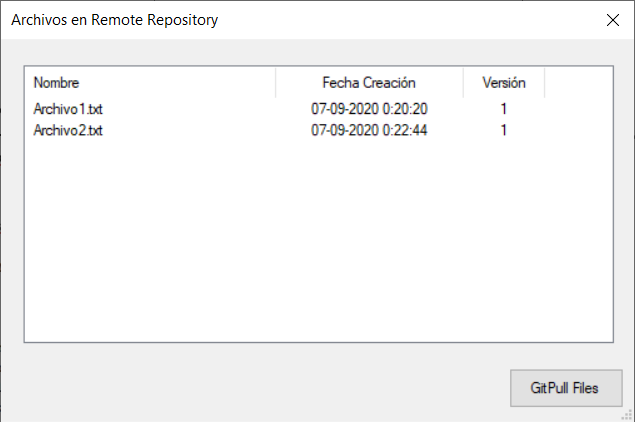 Archivos en Remote Repository
Nombre Fecha Creación Versión
Archivo1.txt 07-09-2020 0:20:20 1
Archivo2.txt 07-09-2020 0:22:44 1
GitPull Files